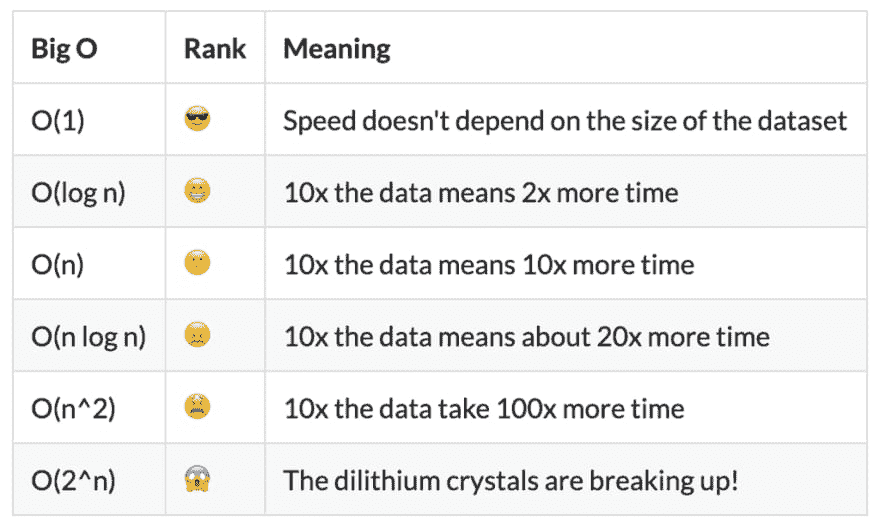 Big O Rank Meaning
O(1) 😎 Speed doesn't depend on the size of the dataset
O(log n) 😁 10x the data means 2x more time
O(n) 😗 10x the data means 10x more time
O(n log n) 😖 10x the data means about 20x more time
O(n^2) 😫 10x the data take 100x more time
O(2^n) 😱 The dilithium crystals are breaking up!